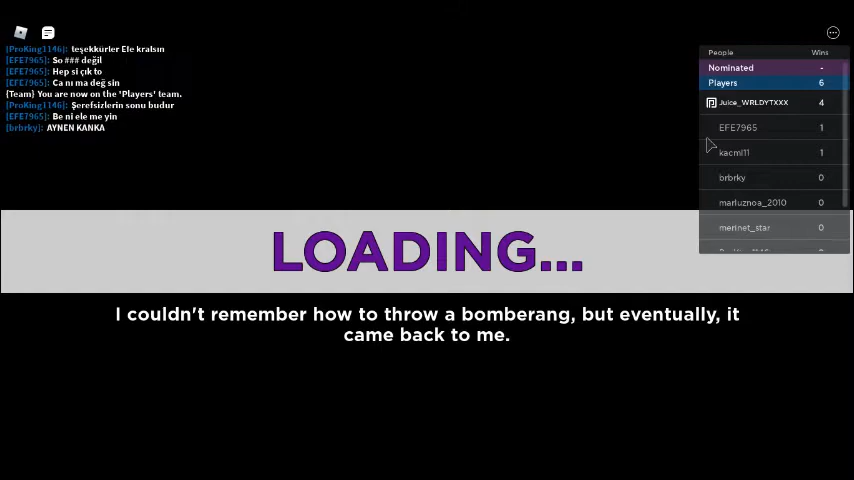 [ProKing1146]: teşekkürler Efe kralsın
[EFE7965]: So ### değil
[EFE7965]: Hep si çık to
[EFE7965]: Ca nı ma değ sin
{Team} You are now on the 'Players' team.
[ProKing1146]: Şerefsizlerin sonu budur
[EFE7965]: Be ni ele me yin
[brbrky]: AYNEN KANKA
People Wins
Nominated -
Players 6
Juice_WRLDYTXXX 4
EFE7965 1
kacml11 1
brbrky 0
marluznoa_2010 0
merinet_star 0
LOADING...
I couldn't remember how to throw a bomberang, but eventually, it
came back to me.